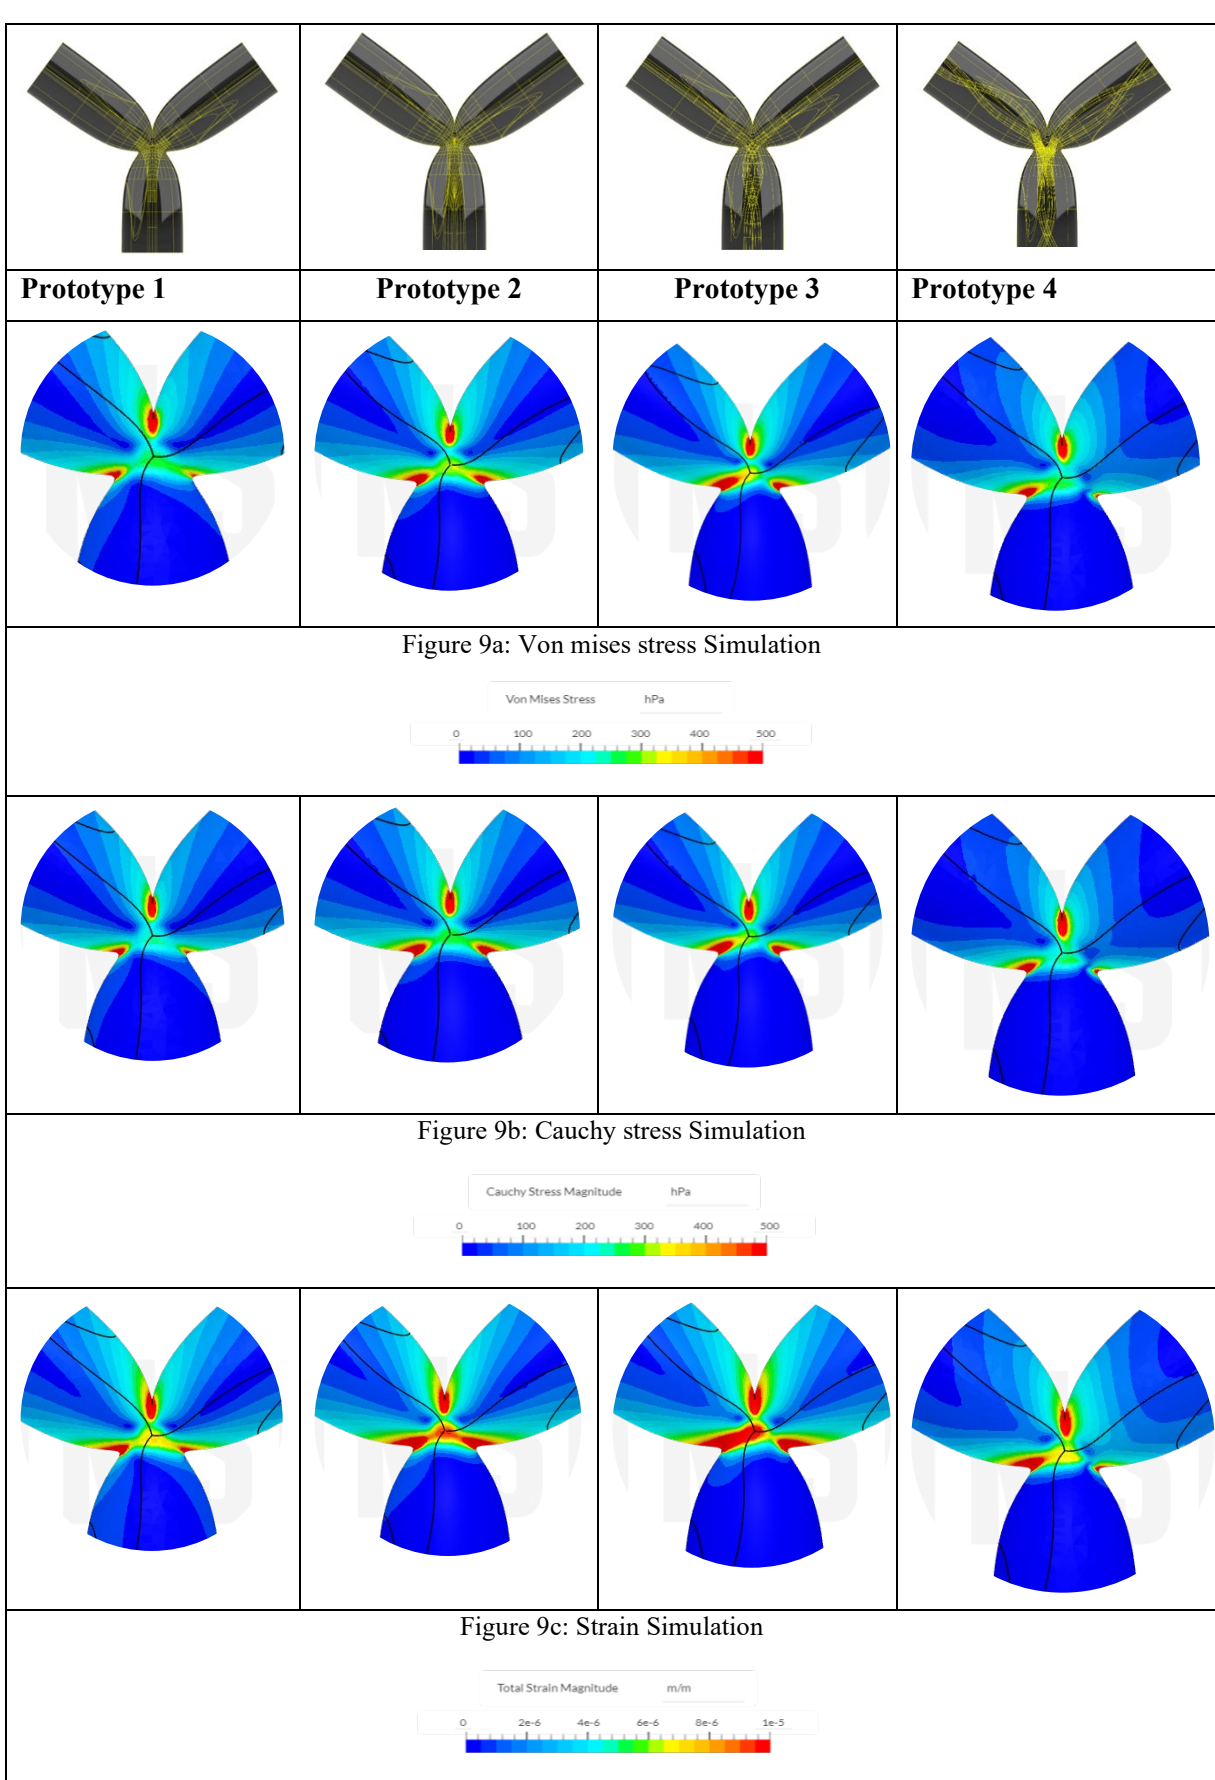 Prototype 1
Prototype 2
Prototype 3
Prototype 4
Figure 9a: Von mises stress Simulation
Von Mises Stress hPa
0 100 200 300 400 500
Figure 9b: Cauchy stress Simulation
Cauchy Stress Magnitude hPa
0 100 200 300 400 500
Figure 9c: Strain Simulation
Total Strain Magnitude m/m
0 2e-6 4e-6 6e-6 8e-6 1e-5